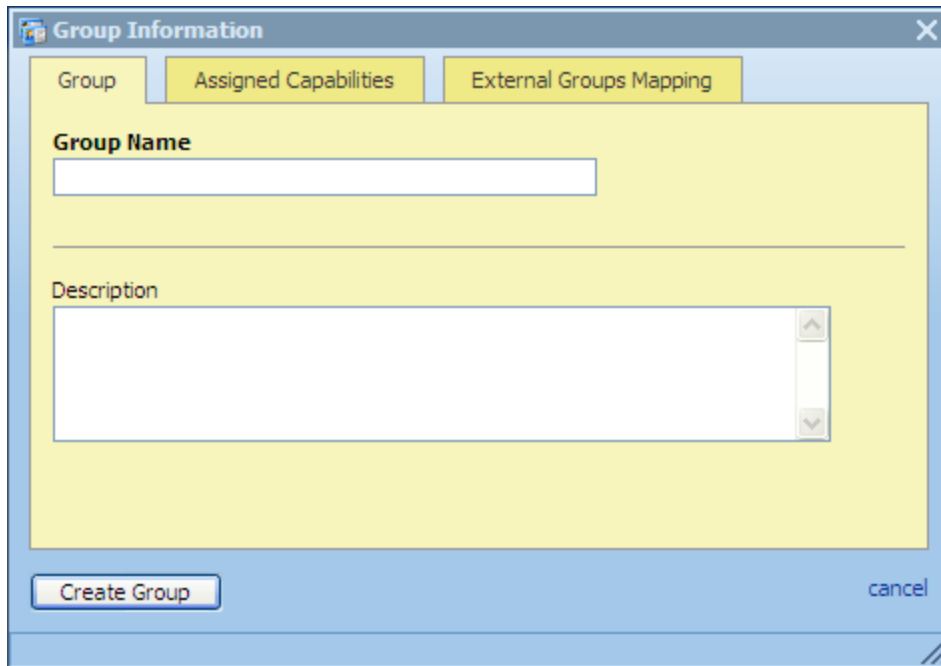 Group Information
Group Assigned Capabilities External Groups Mapping
Group Name
Description
Create Group cancel